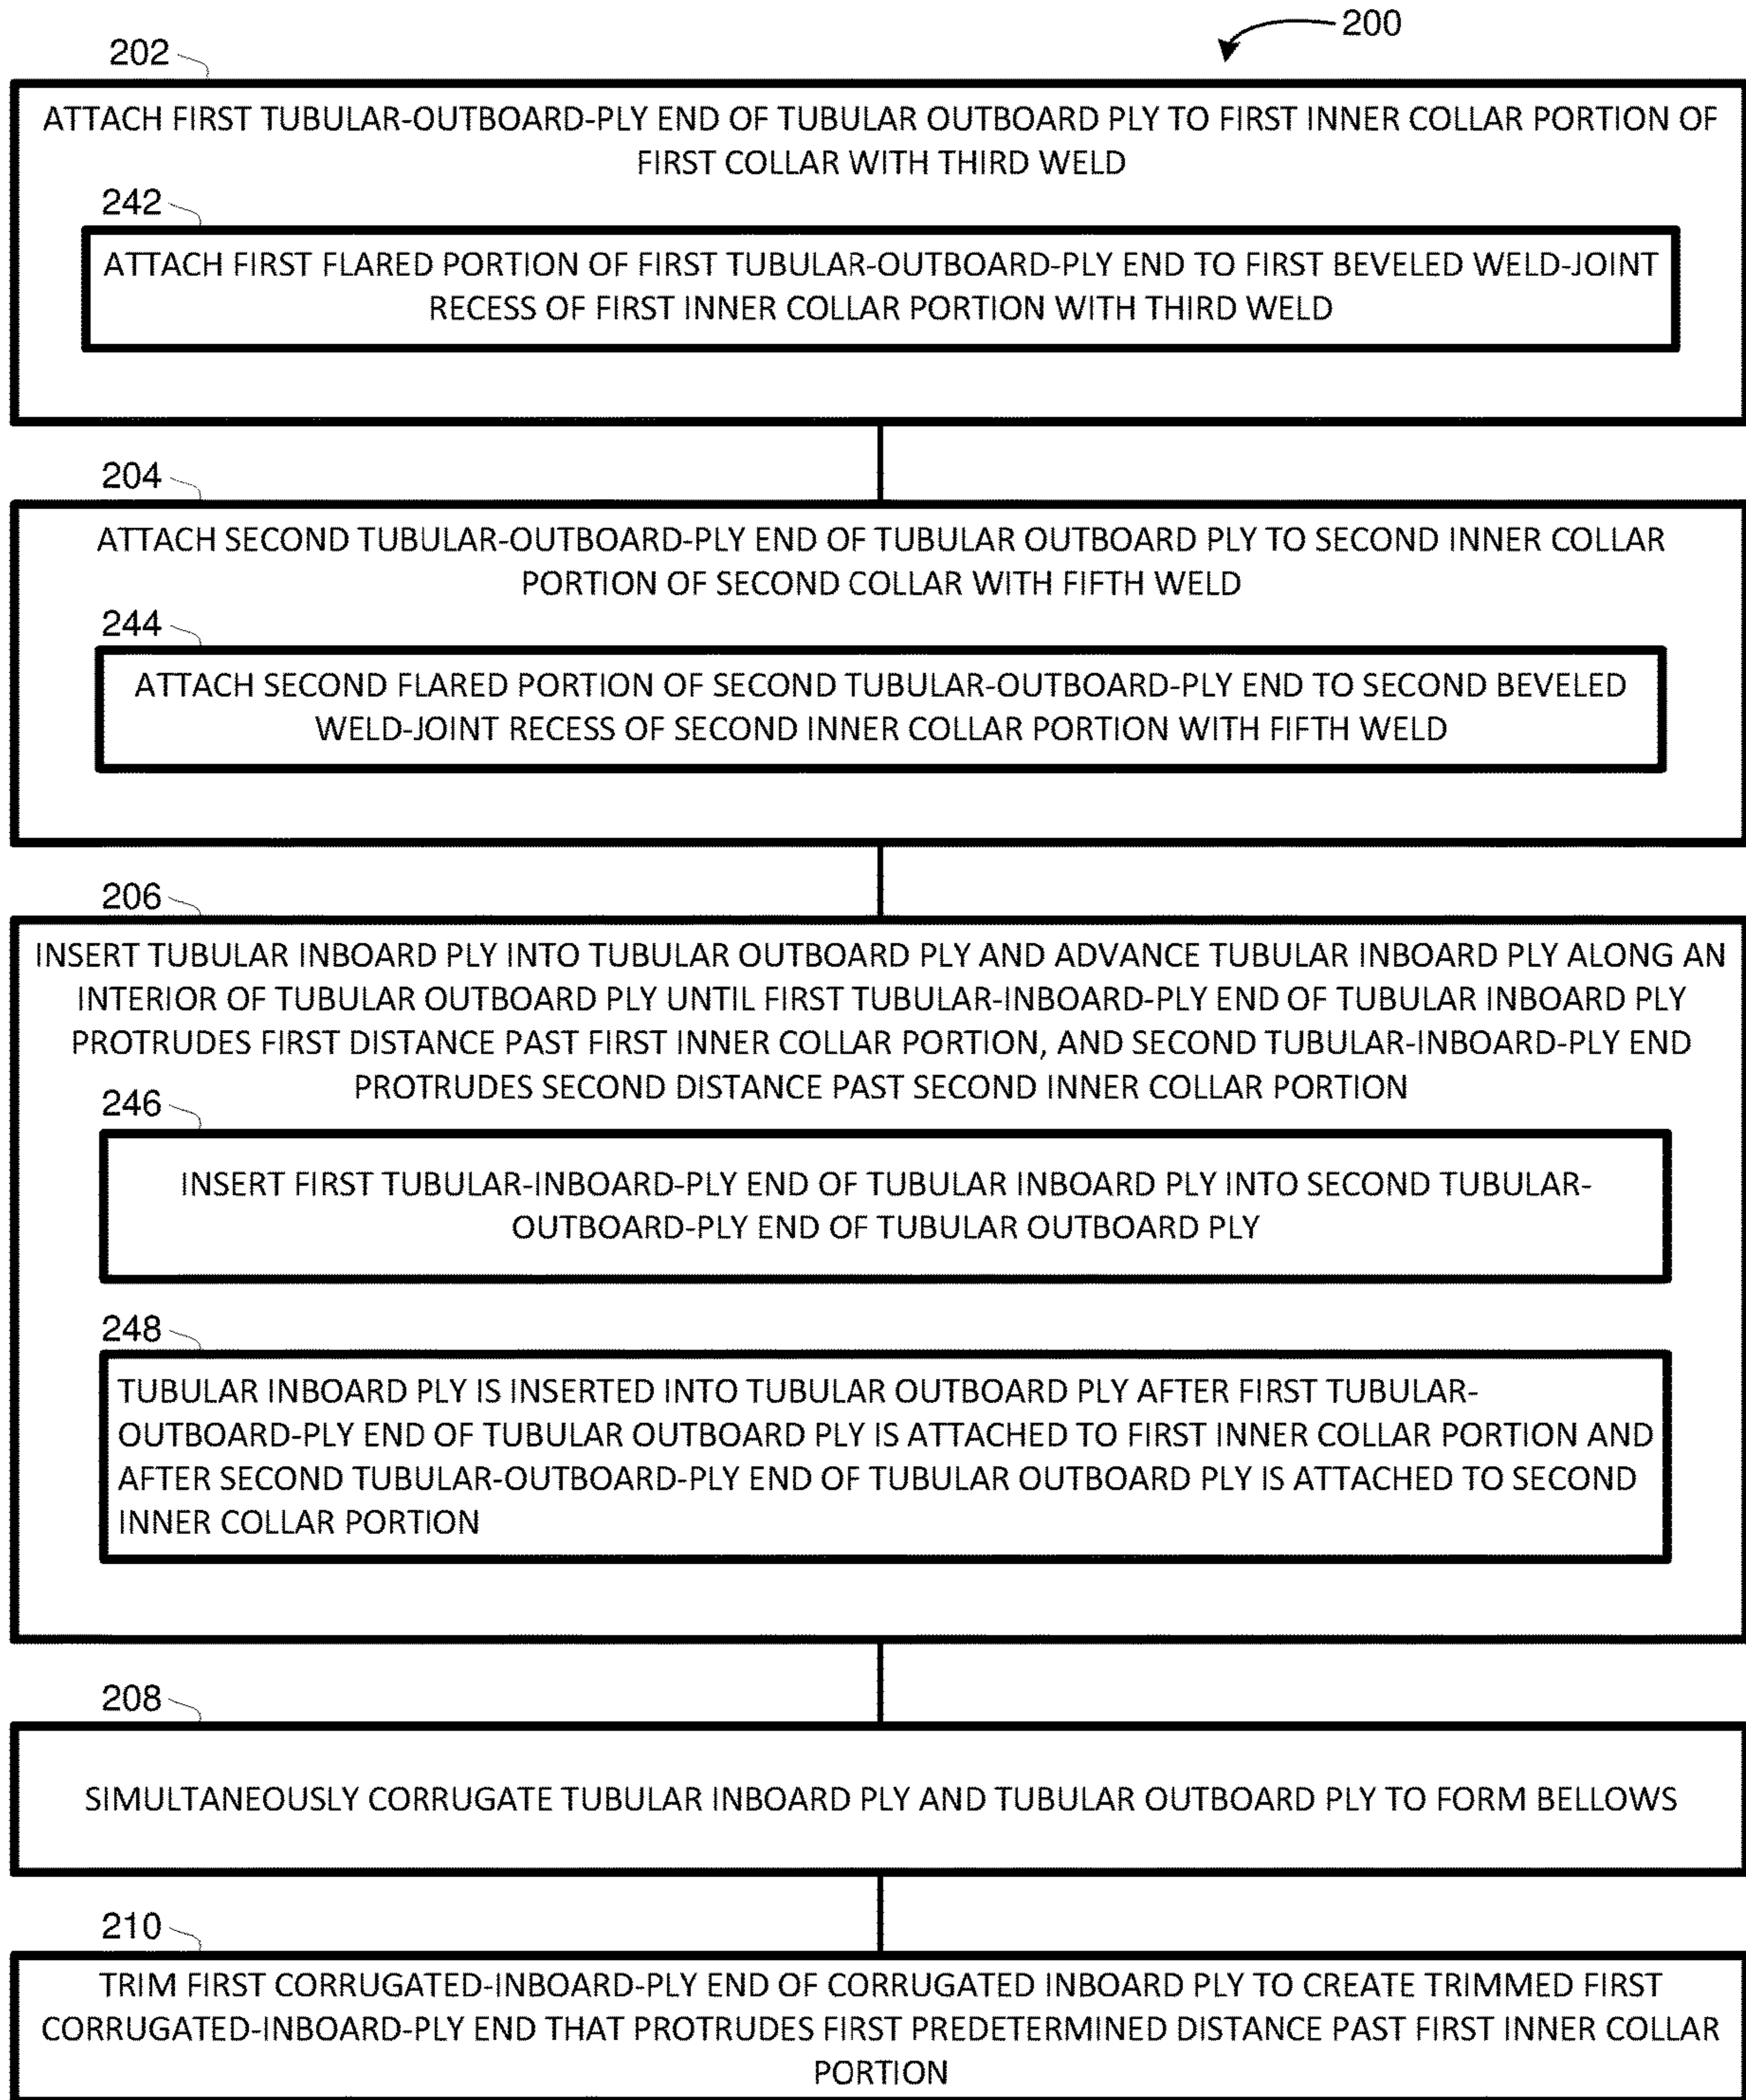 200
202
ATTACH FIRST TUBULAR-OUTBOARD-PLY END OF TUBULAR OUTBOARD PLY TO FIRST INNER COLLAR PORTION OF
FIRST COLLAR WITH THIRD WELD
242
ATTACH FIRST FLARED PORTION OF FIRST TUBULAR-OUTBOARD-PLY END TO FIRST BEVELED WELD-JOINT
RECESS OF FIRST INNER COLLAR PORTION WITH THIRD WELD
204
ATTACH SECOND TUBULAR-OUTBOARD-PLY END OF TUBULAR OUTBOARD PLY TO SECOND INNER COLLAR
PORTION OF SECOND COLLAR WITH FIFTH WELD
244
ATTACH SECOND FLARED PORTION OF SECOND TUBULAR-OUTBOARD-PLY END TO SECOND BEVELED
WELD-JOINT RECESS OF SECOND INNER COLLAR PORTION WITH FIFTH WELD
206
INSERT TUBULAR INBOARD PLY INTO TUBULAR OUTBOARD PLY AND ADVANCE TUBULAR INBOARD PLY ALONG AN
INTERIOR OF TUBULAR OUTBOARD PLY UNTIL FIRST TUBULAR-INBOARD-PLY END OF TUBULAR INBOARD PLY
PROTRUDES FIRST DISTANCE PAST FIRST INNER COLLAR PORTION, AND SECOND TUBULAR-INBOARD-PLY END
PROTRUDES SECOND DISTANCE PAST SECOND INNER COLLAR PORTION
246
INSERT FIRST TUBULAR-INBOARD-PLY END OF TUBULAR INBOARD PLY INTO SECOND TUBULAR-
OUTBOARD-PLY END OF TUBULAR OUTBOARD PLY
248
TUBULAR INBOARD PLY IS INSERTED INTO TUBULAR OUTBOARD PLY AFTER FIRST TUBULAR-
OUTBOARD-PLY END OF TUBULAR OUTBOARD PLY IS ATTACHED TO FIRST INNER COLLAR PORTION AND
AFTER SECOND TUBULAR-OUTBOARD-PLY END OF TUBULAR OUTBOARD PLY IS ATTACHED TO SECOND
INNER COLLAR PORTION
208
SIMULTANEOUSLY CORRUGATE TUBULAR INBOARD PLY AND TUBULAR OUTBOARD PLY TO FORM BELLOWS
210
TRIM FIRST CORRUGATED-INBOARD-PLY END OF CORRUGATED INBOARD PLY TO CREATE TRIMMED FIRST
CORRUGATED-INBOARD-PLY END THAT PROTRUDES FIRST PREDETERMINED DISTANCE PAST FIRST INNER COLLAR
PORTION